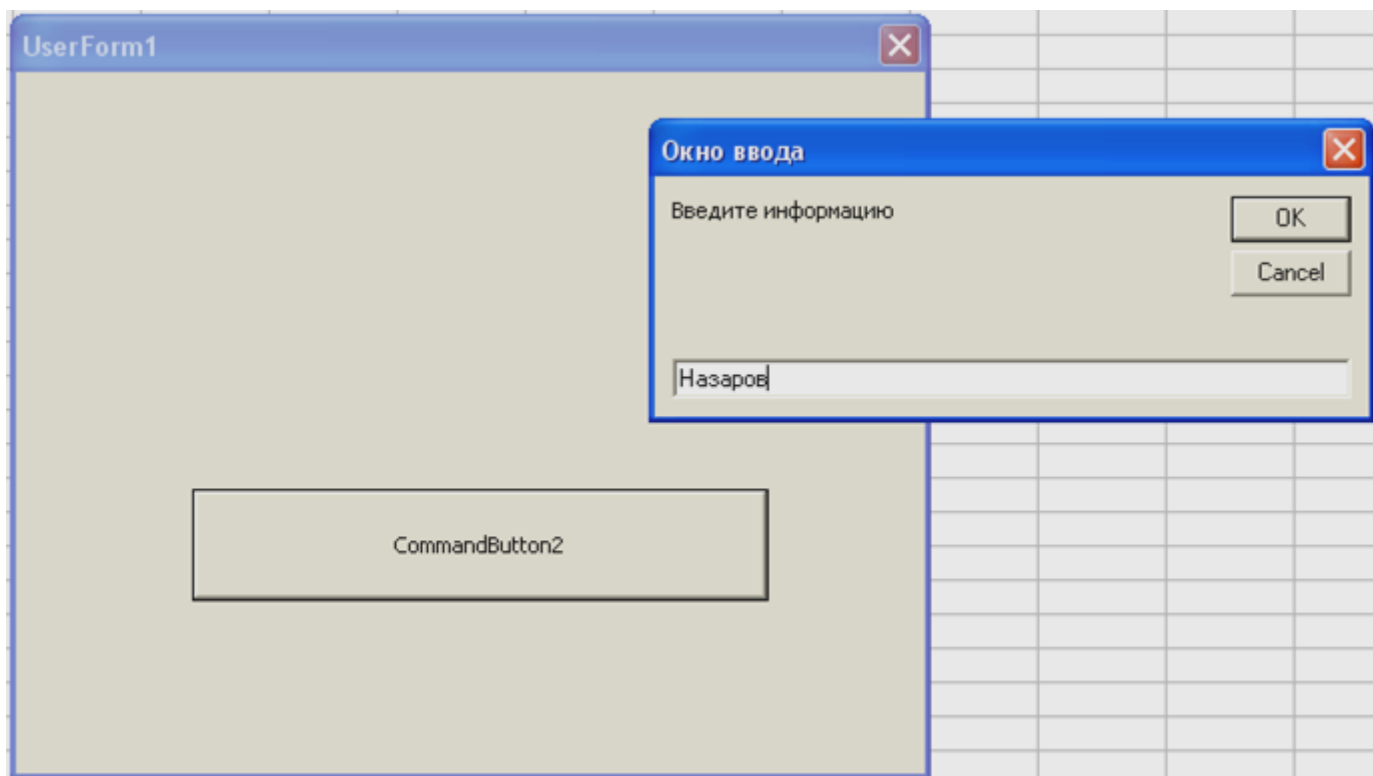 UserForm1
Окно ввода
Введите информацию
OK
Cancel
Назаров
CommandButton2